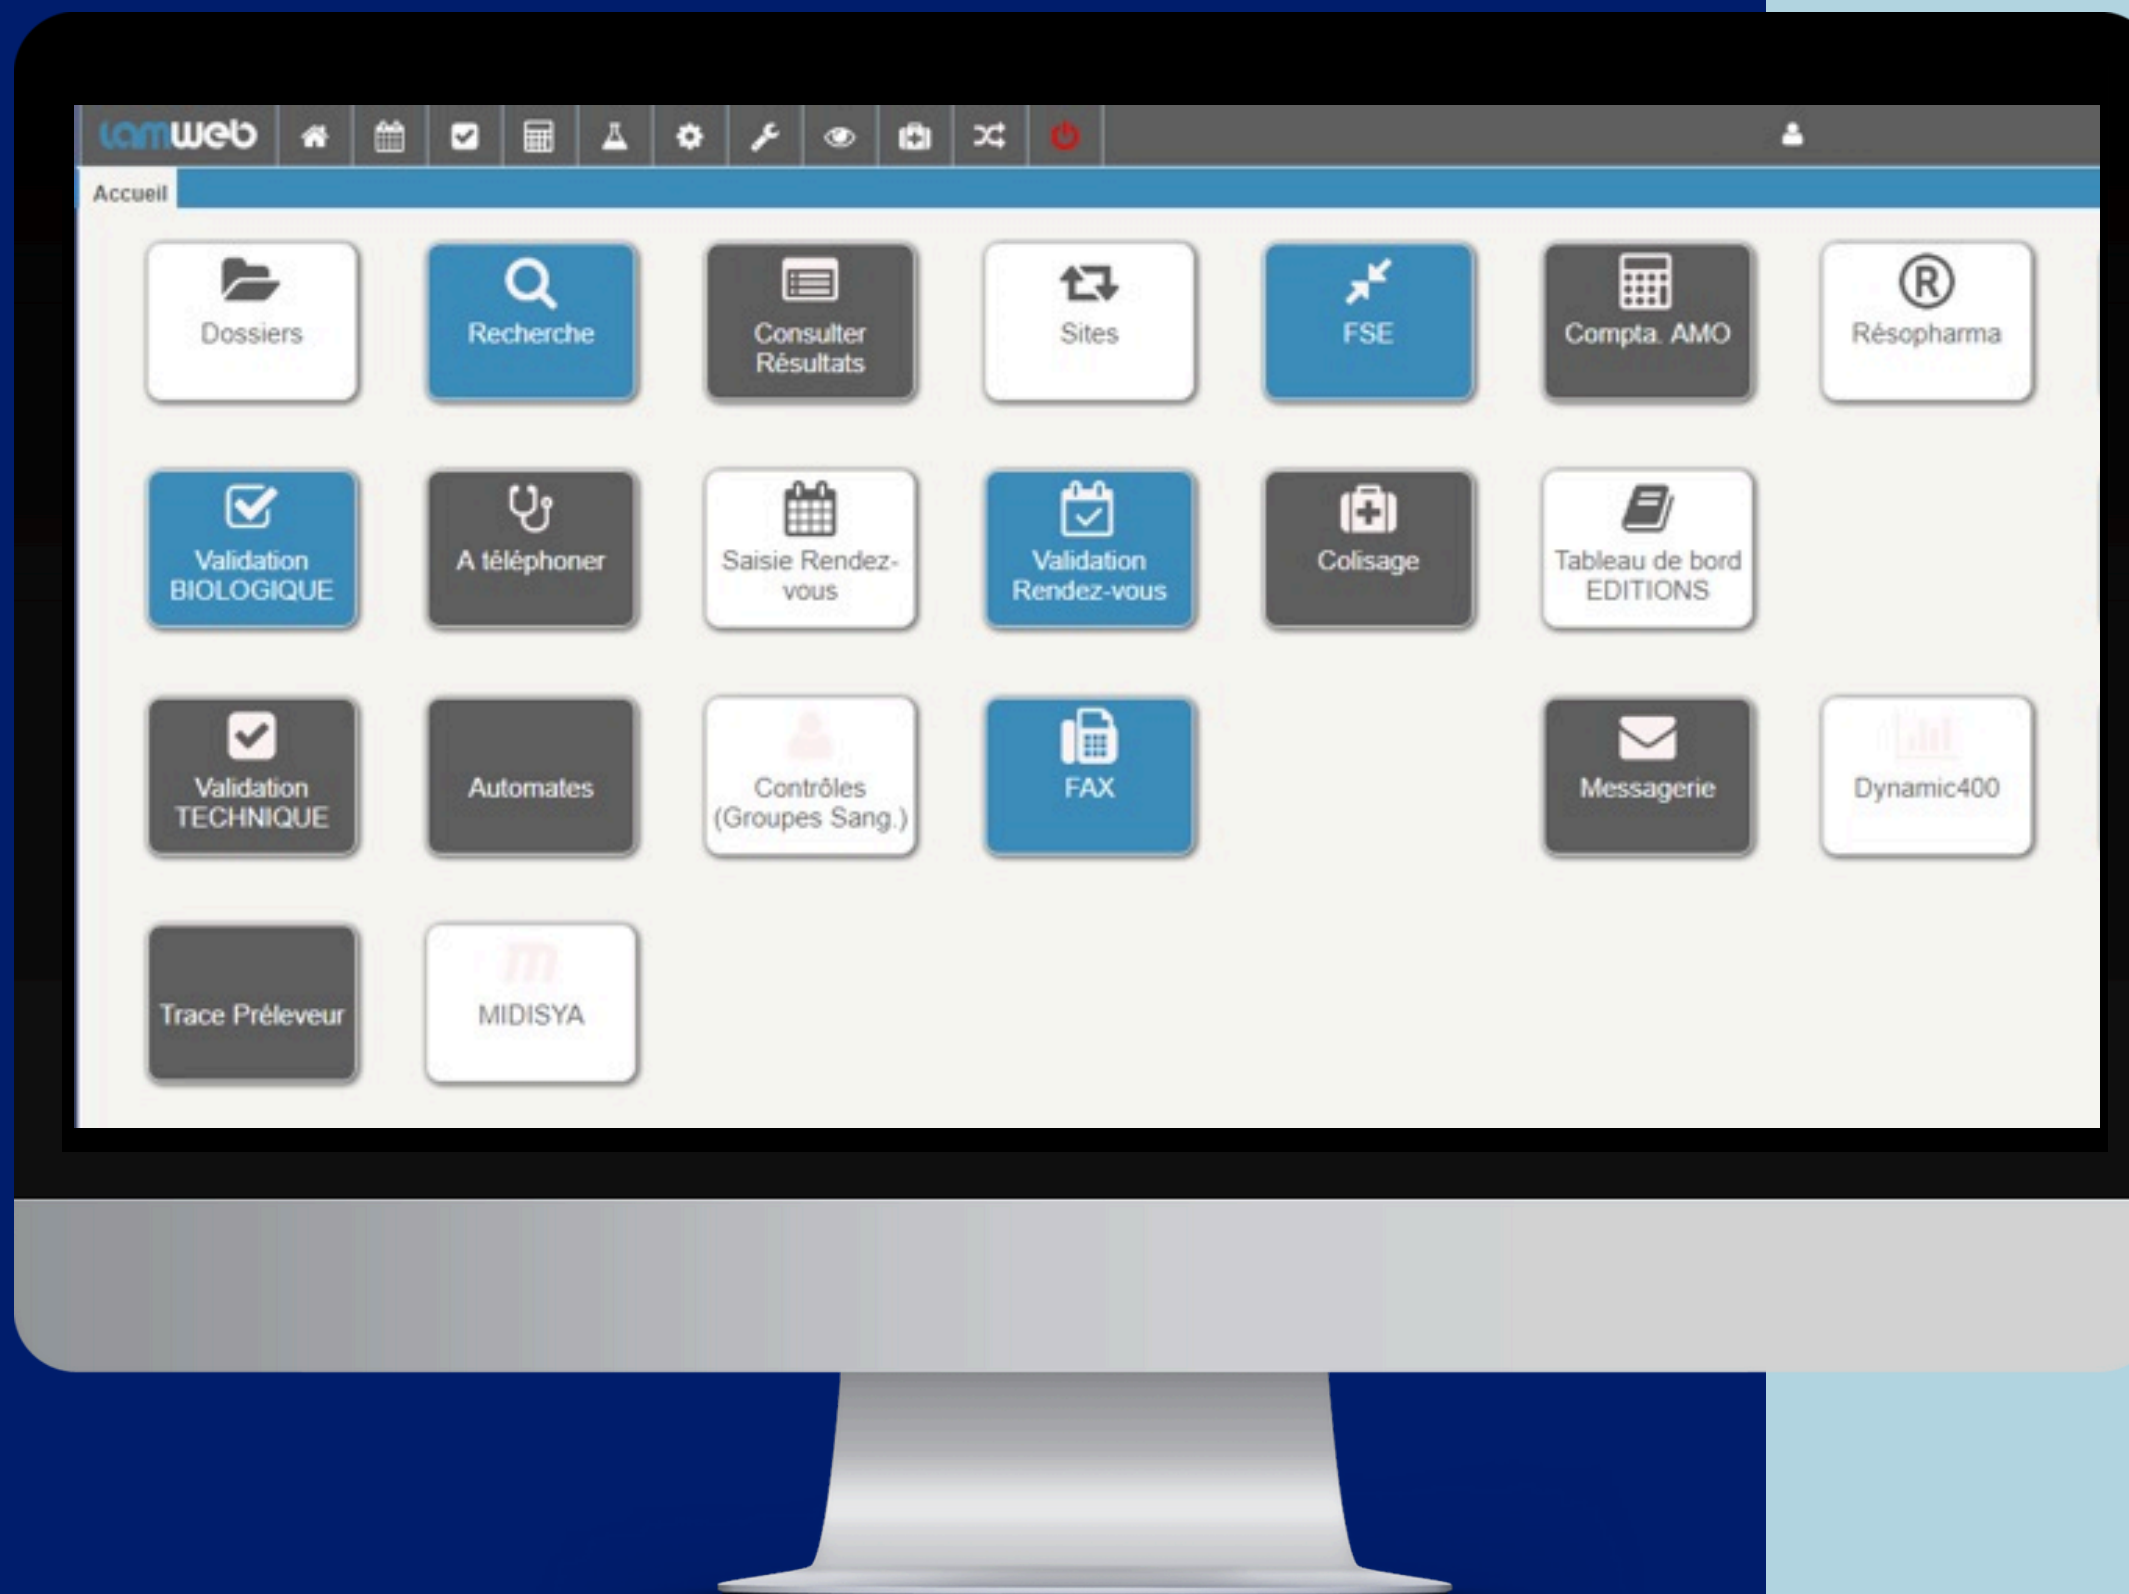 lamweb
Accueil
Dossiers
Recherche
Consulter
Résultats
Sites
FSE
Compta. AMO
®
Résopharma
Validation
BIOLOGIQUE
A téléphoner
Saisie Rendez-
vous
Validation
Rendez-vous
Colisage
Tableau de bord
EDITIONS
Validation
TECHNIQUE
Automates
Contrôles
(Groupes Sang.)
FAX
Messagerie
Dynamic400
Trace Préleveur
m
MIDISYA